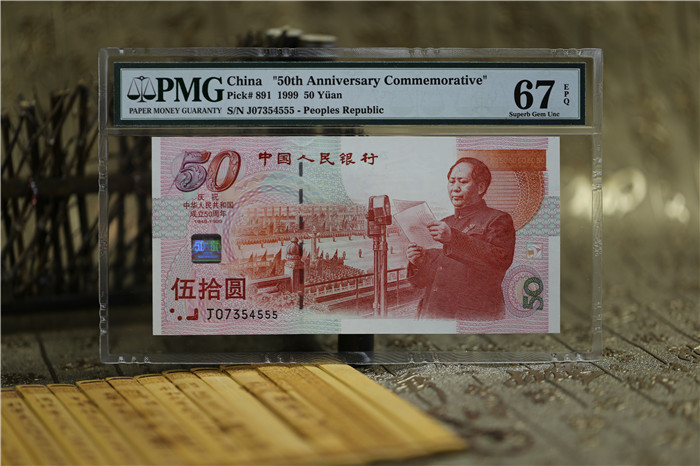 PMG
PAPER MONEY GUARANTY
China "50th Anniversary Commemorative"
Pick# 891 1999 50 Yüan
S/N J07354555 - Peoples Republic
67
EPQ
Superb Gem Unc
50
中国人民银行
庆祝
中华人民共和国
成立50周年
1949-1999
伍拾圆
J07354555
50